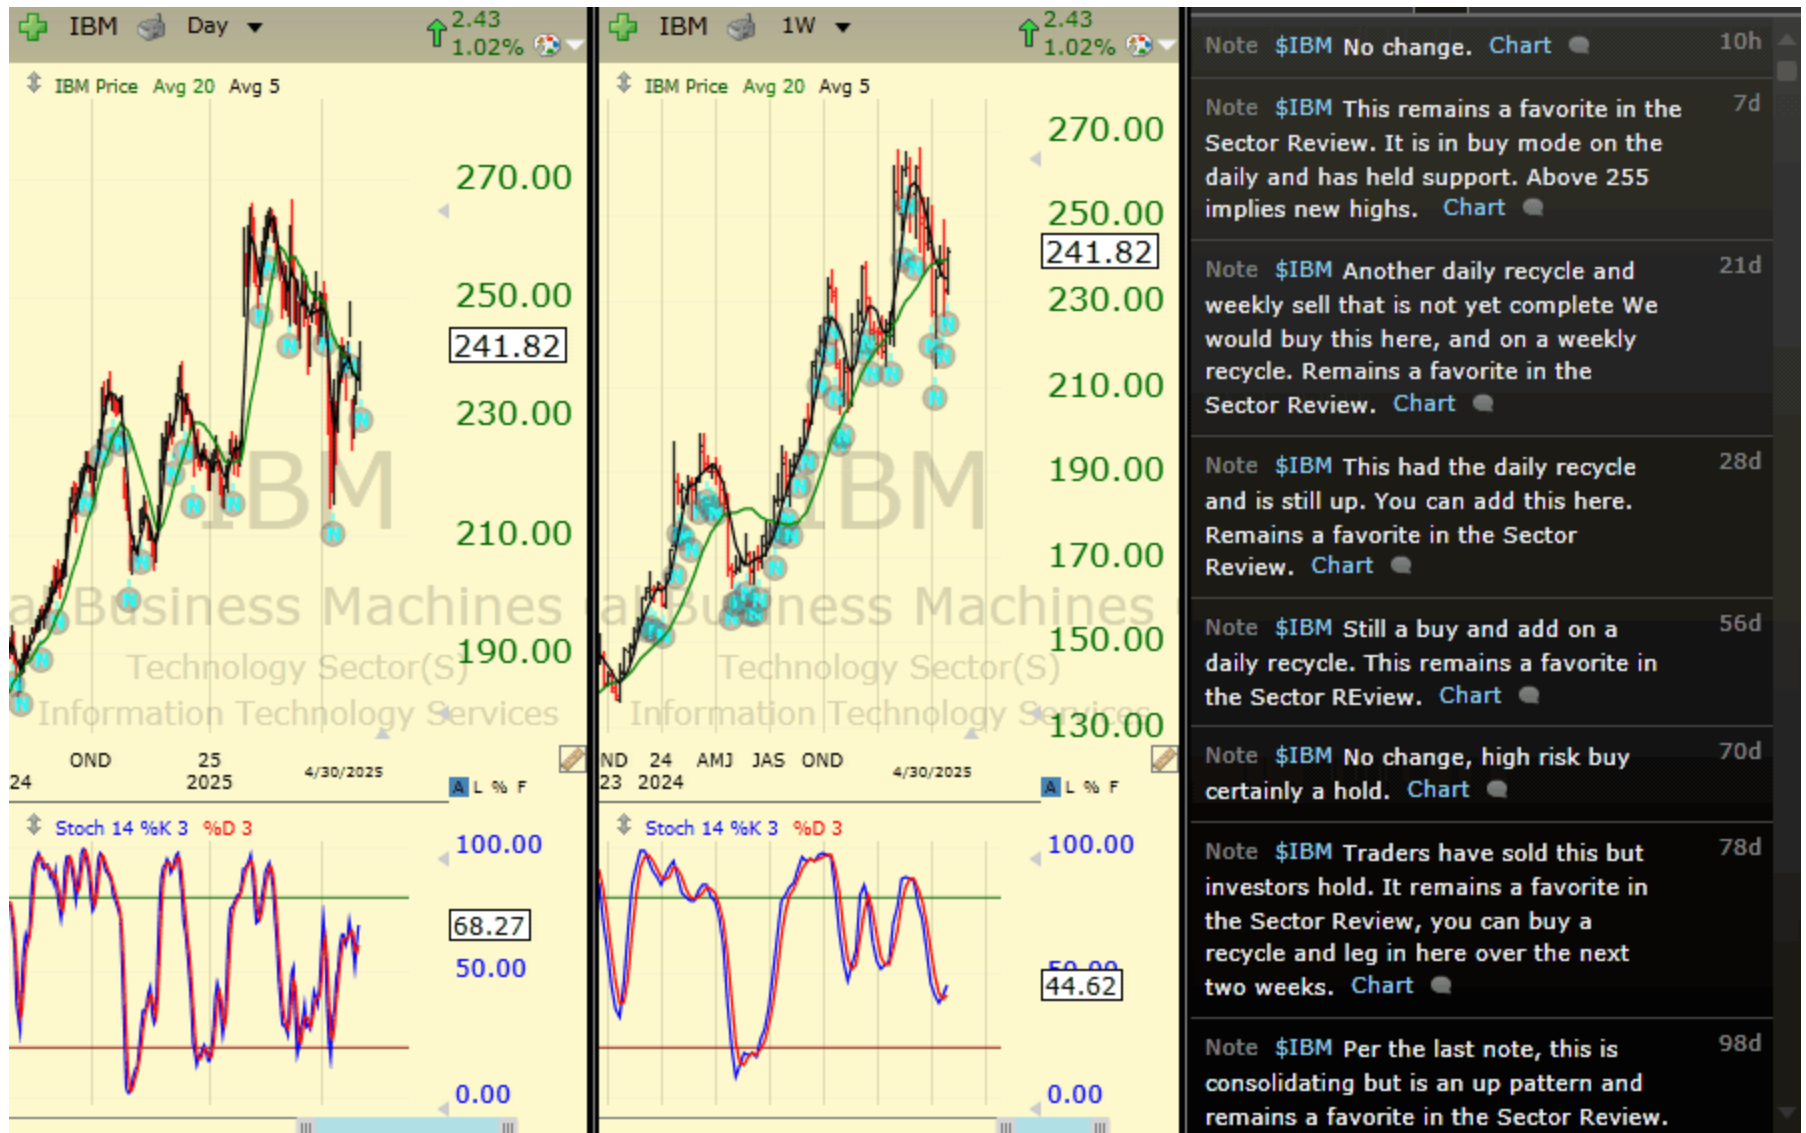 IBM Day 2.43
1.02%
IBM Price Avg 20 Avg 5
270.00
250.00
241.82
230.00
210.00
190.00
IBM
al Business Machines
Technology Sector(S)
Information Technology Services
OND 25
24 2025 4/30/2025
A L % F
Stoch 14 %K 3 %D 3
100.00
68.27
50.00
0.00
IBM 1W 2.43
1.02%
IBM Price Avg 20 Avg 5
270.00
250.00
241.82
230.00
210.00
190.00
170.00
150.00
130.00
IBM
al Business Machines
Technology Sector(S)
Information Technology Services
ND 24 AMJ JAS OND
23 2024 4/30/2025
A L % F
Stoch 14 %K 3 %D 3
100.00
50.00
44.62
0.00
Note $IBM No change. Chart 10h
Note $IBM This remains a favorite in the 7d
Sector Review. It is in buy mode on the
daily and has held support. Above 255
implies new highs. Chart
Note $IBM Another daily recycle and 21d
weekly sell that is not yet complete We
would buy this here, and on a weekly
recycle. Remains a favorite in the
Sector Review. Chart
Note $IBM This had the daily recycle 28d
and is still up. You can add this here.
Remains a favorite in the Sector
Review. Chart
Note $IBM Still a buy and add on a 56d
daily recycle. This remains a favorite in
the Sector REview. Chart
Note $IBM No change, high risk buy 70d
certainly a hold. Chart
Note $IBM Traders have sold this but 78d
investors hold. It remains a favorite in
the Sector Review, you can buy a
recycle and leg in here over the next
two weeks. Chart
Note $IBM Per the last note, this is 98d
consolidating but is an up pattern and
remains a favorite in the Sector Review.